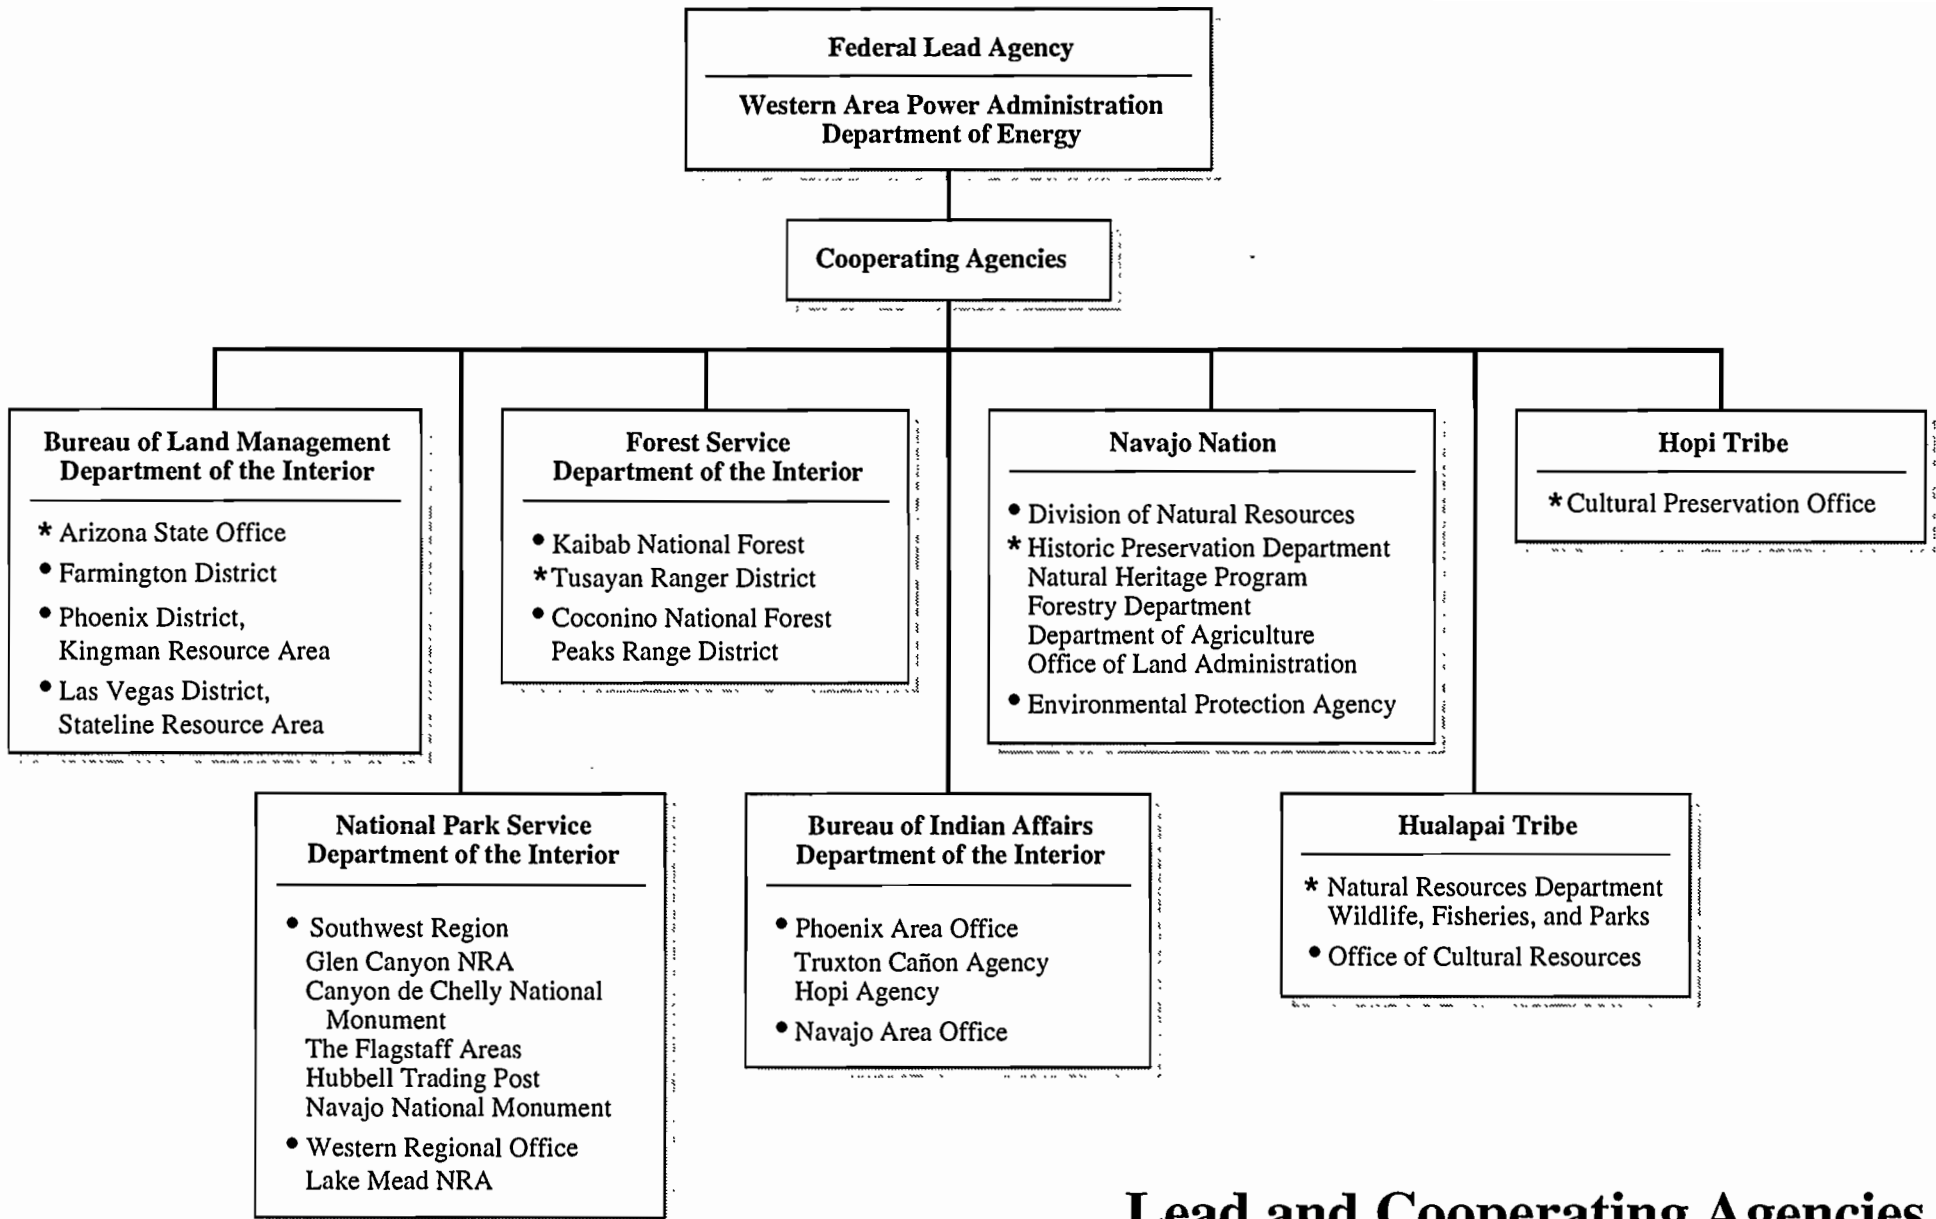 Federal Lead Agency
Western Area Power Administration
Department of Energy
Cooperating Agencies
Bureau of Land Management
Department of the Interior
* Arizona State Office
• Farmington District
• Phoenix District,
Kingman Resource Area
• Las Vegas District,
Stateline Resource Area
Forest Service
Department of the Interior
• Kaibab National Forest
* Tusayan Ranger District
• Coconino National Forest
Peaks Range District
Navajo Nation
• Division of Natural Resources
* Historic Preservation Department
Natural Heritage Program
Forestry Department
Department of Agriculture
Office of Land Administration
• Environmental Protection Agency
Hopi Tribe
* Cultural Preservation Office
National Park Service
Department of the Interior
• Southwest Region
Glen Canyon NRA
Canyon de Chelly National
Monument
The Flagstaff Areas
Hubbell Trading Post
Navajo National Monument
• Western Regional Office
Lake Mead NRA
Bureau of Indian Affairs
Department of the Interior
• Phoenix Area Office
Truxton Cañon Agency
Hopi Agency
• Navajo Area Office
Hualapai Tribe
* Natural Resources Department
Wildlife, Fisheries, and Parks
• Office of Cultural Resources
Lead and Cooperating Agencies